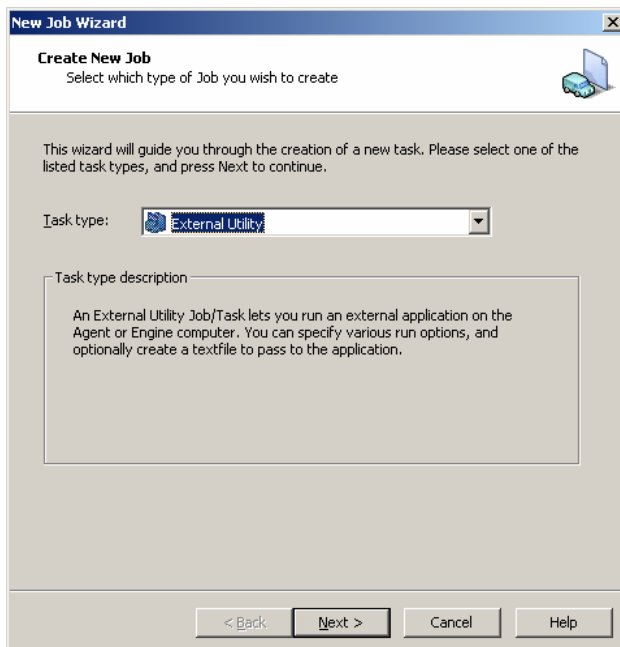 New Job Wizard
Create New Job
Select which type of Job you wish to create
This wizard will guide you through the creation of a new task. Please select one of the
listed task types, and press Next to continue.
Task type:
External Utility
Task type description
An External Utility Job/Task lets you run an external application on the
Agent or Engine computer. You can specify various run options, and
optionally create a textfile to pass to the application.
< Back
Next >
Cancel
Help